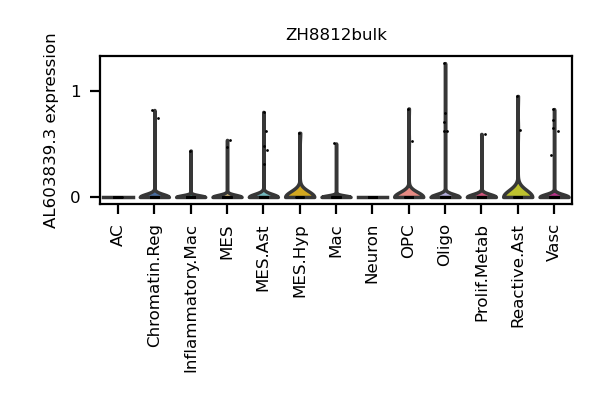 ZH8812bulk
AL603839.3 expression
1
0
AC
Chromatin.Reg
Inflammatory.Mac
MES
MES.Ast
MES.Hyp
Mac
Neuron
OPC
Oligo
Prolif.Metab
Reactive.Ast
Vasc